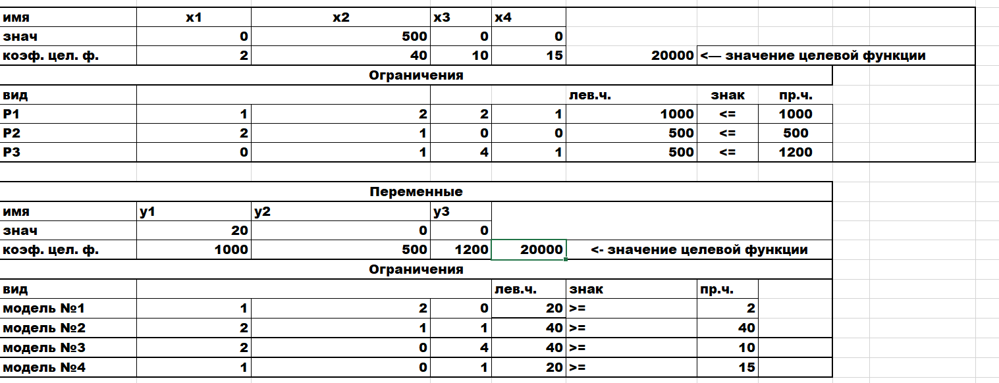 имя x1 x2 x3 x4
знач 0 500 0 0
коэф. цел. ф. 2 40 10 15 20000 <— значение целевой функции
Ограничения
вид лев.ч. знак пр.ч.
P1 1 2 2 1 1000 <= 1000
P2 2 1 0 0 500 <= 500
P3 0 1 4 1 500 <= 1200
Переменные
имя y1 y2 y3
знач 20 0 0
коэф. цел. ф. 1000 500 1200 20000 <- значение целевой функции
Ограничения
вид лев.ч. знак пр.ч.
модель №1 1 2 0 20 >= 2
модель №2 2 1 1 40 >= 40
модель №3 2 0 4 40 >= 10
модель №4 1 0 1 20 >= 15